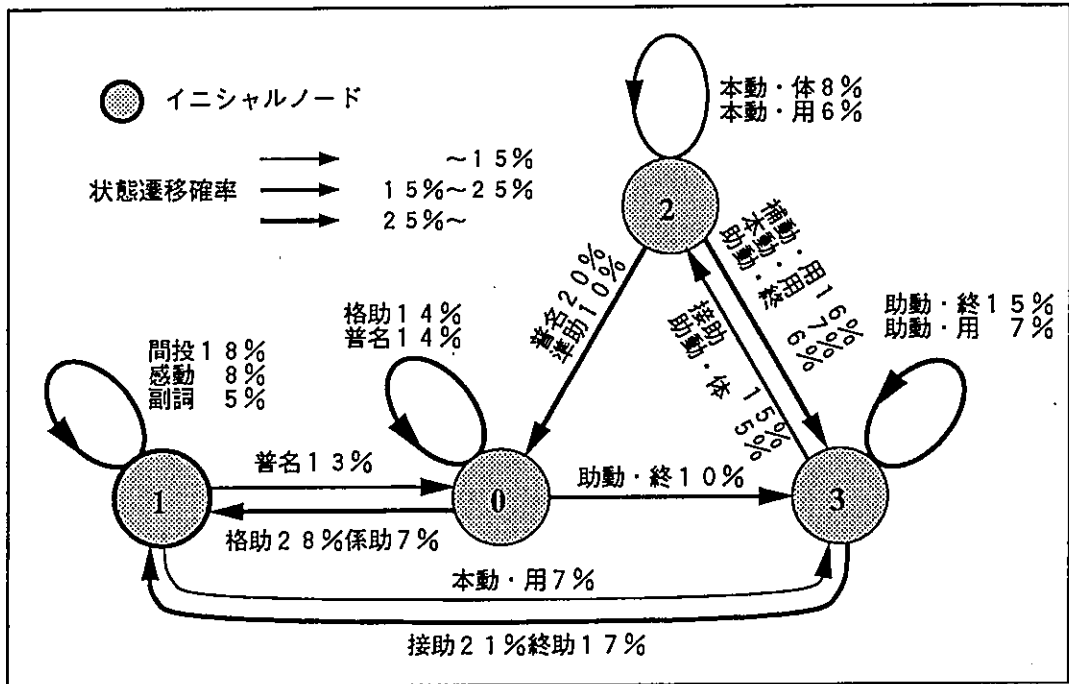 イニシャルノード
状態遷移確率
～15%
15%～25%
25%～
本動・体8%
本動・用6%
2
補動・用16%
本動・用 7%
助動・終 6%
普名20%
準助10%
接助 15%
助動・体 5%
助動・終15%
助動・用 7%
格助14%
普名14%
間投18%
感動 8%
副詞 5%
普名13%
助動・終10%
1
0
3
格助28%係助7%
本動・用7%
接助21%終助17%